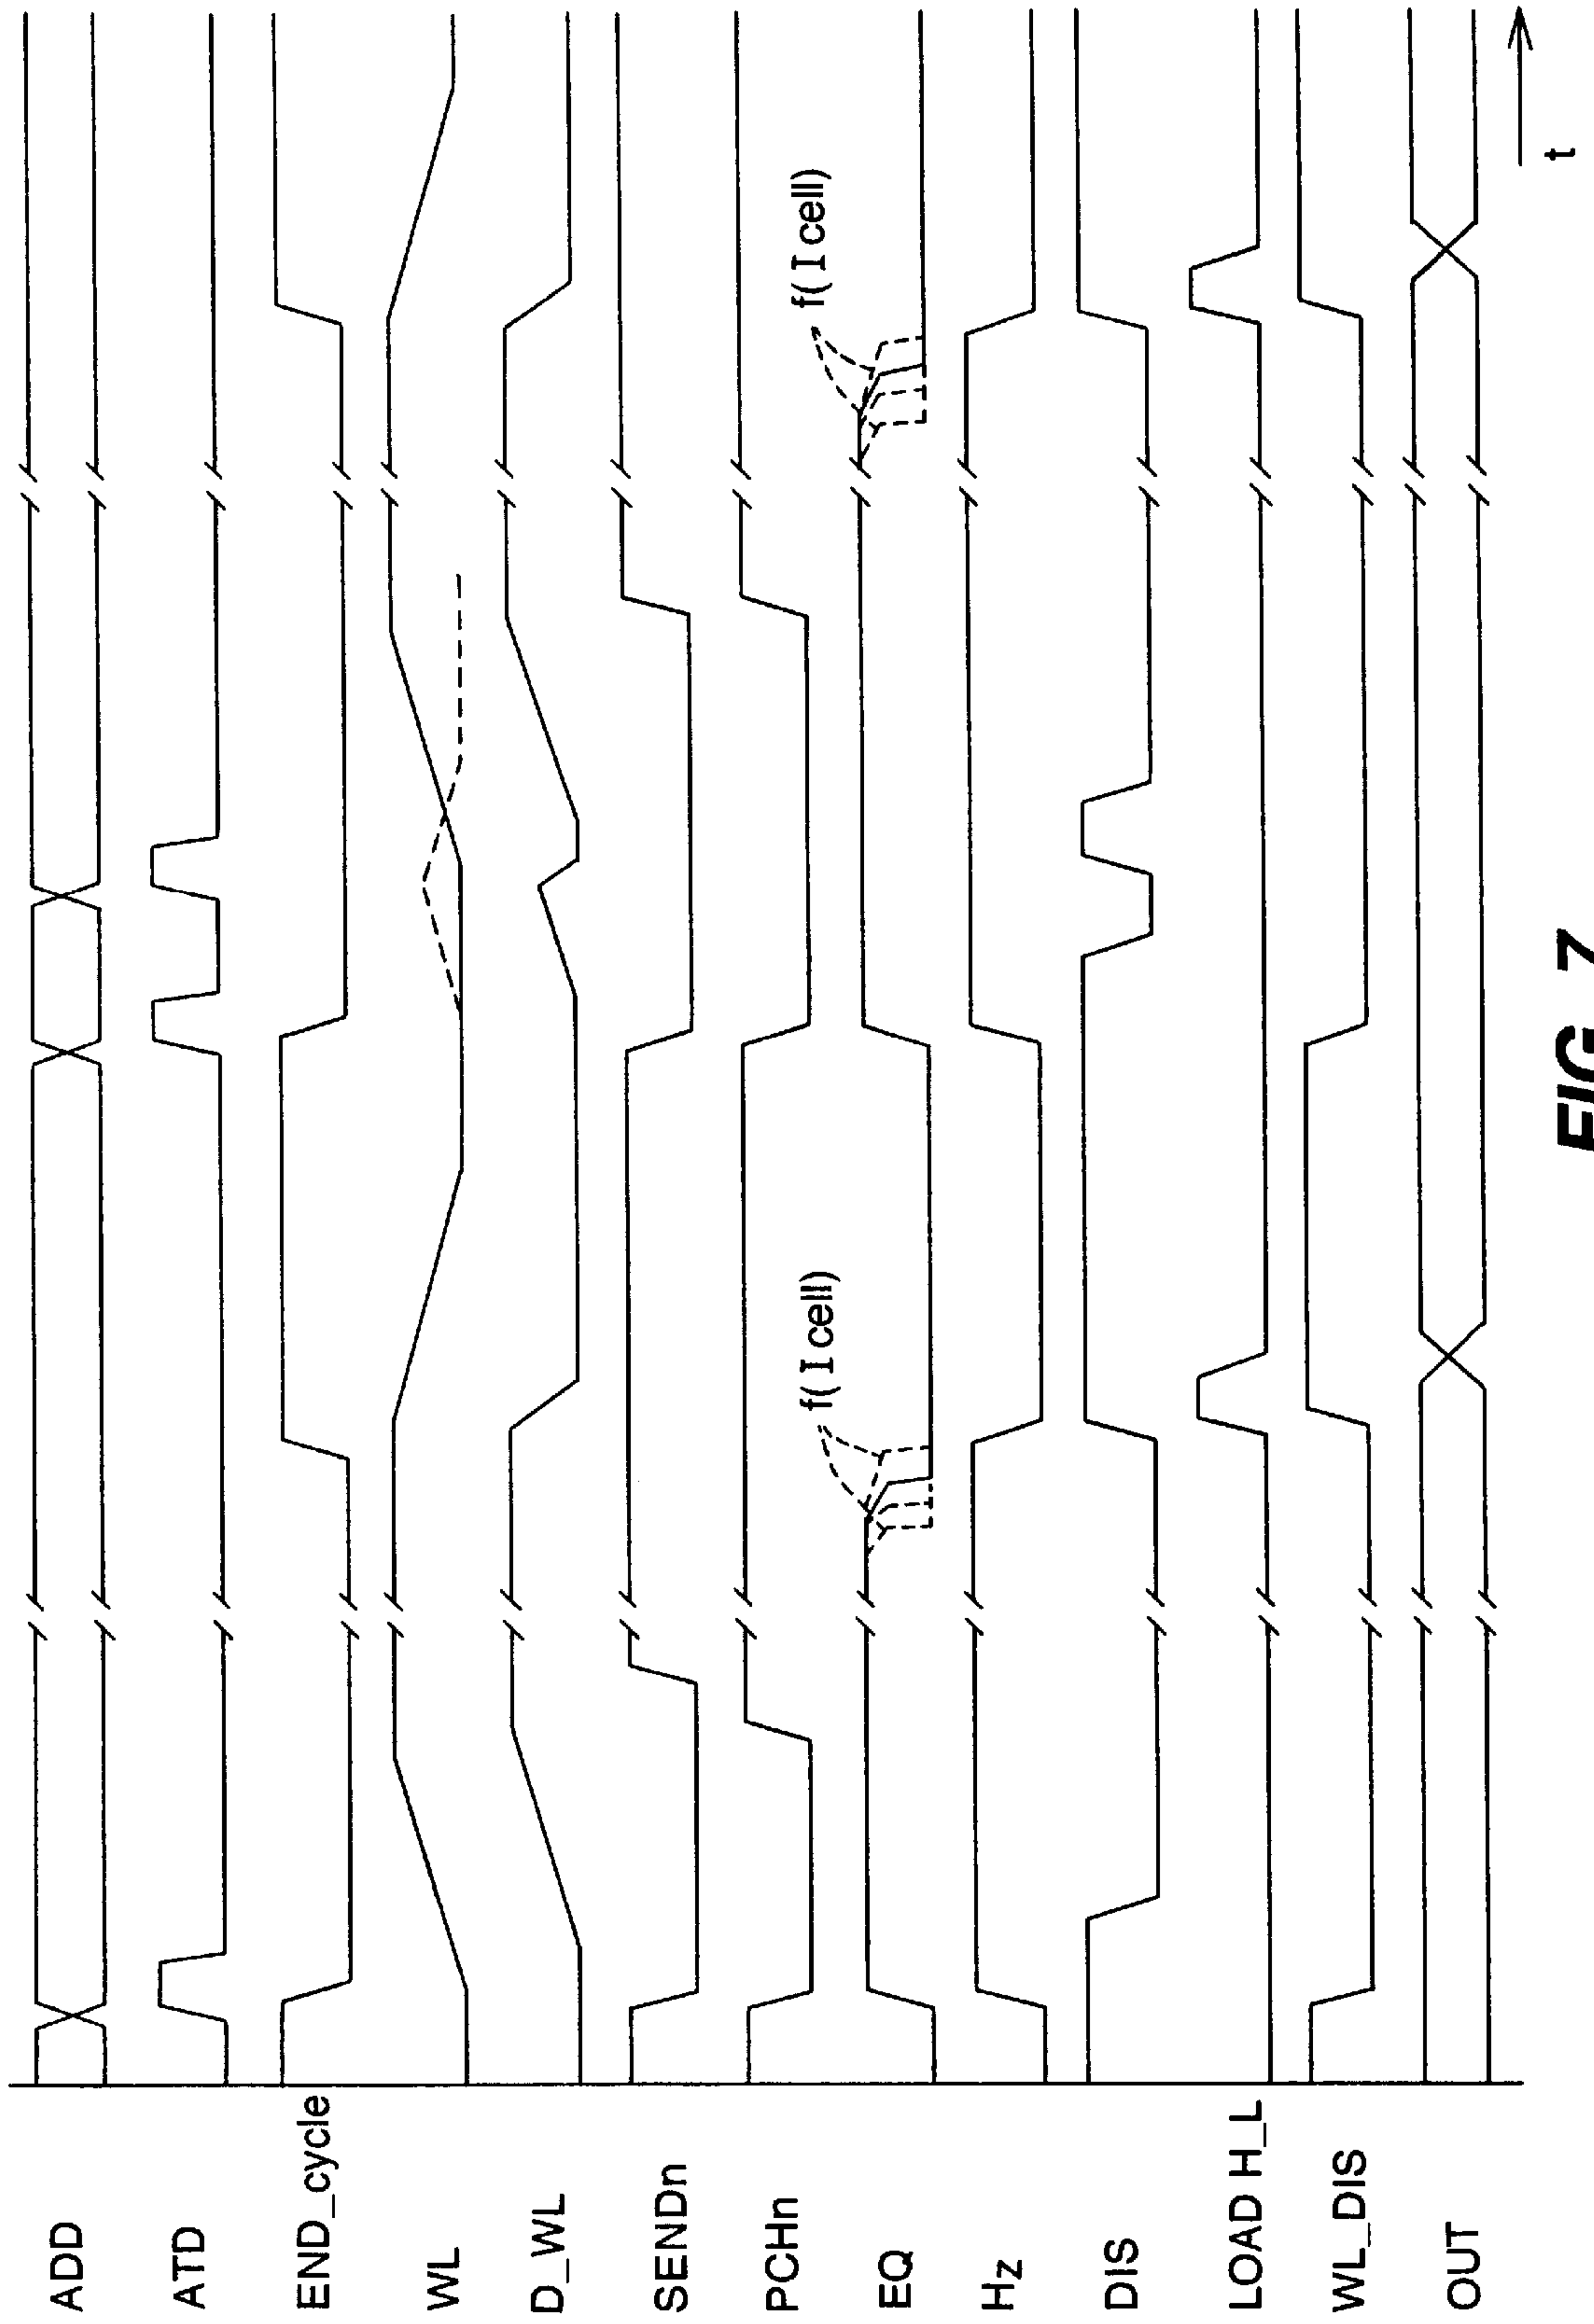 ADD
ATD
END_cycle
WL
D_WL
SENDn
PCHn
f( I cell)
f( I cell)
EQ
Hz
DIS
LOAD H_L
WL_DIS
OUT
t
FIG. 7